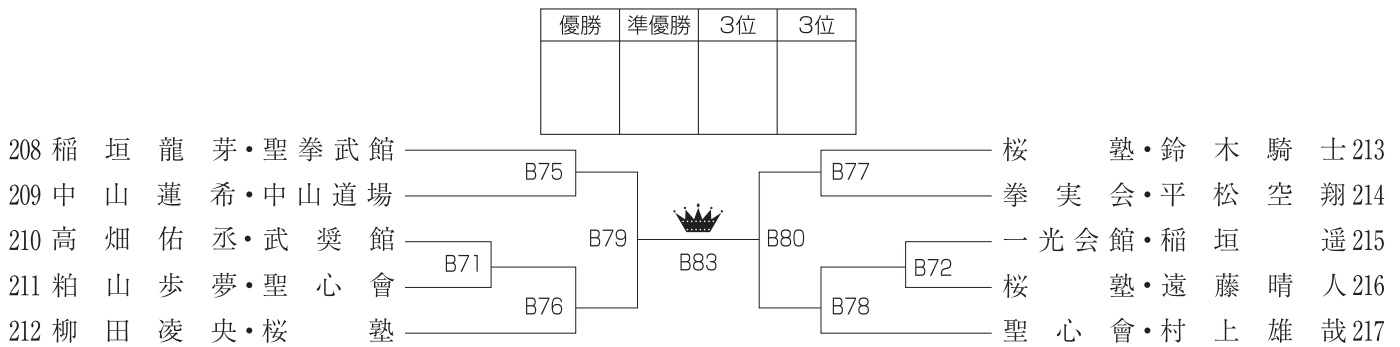 優勝 準優勝 3位 3位
208 稲垣龍芽・聖拳武館
209 中山蓮希・中山道場
210 高畑佑丞・武奨館
211 粕山歩夢・聖心會
212 柳田凌央・桜塾
B75
B71
B76
B79
B83
B80
B77
B72
B78
桜塾・鈴木騎士 213
拳実会・平松空翔 214
一光会館・稲垣遥 215
桜塾・遠藤晴人 216
聖心會・村上雄哉 217